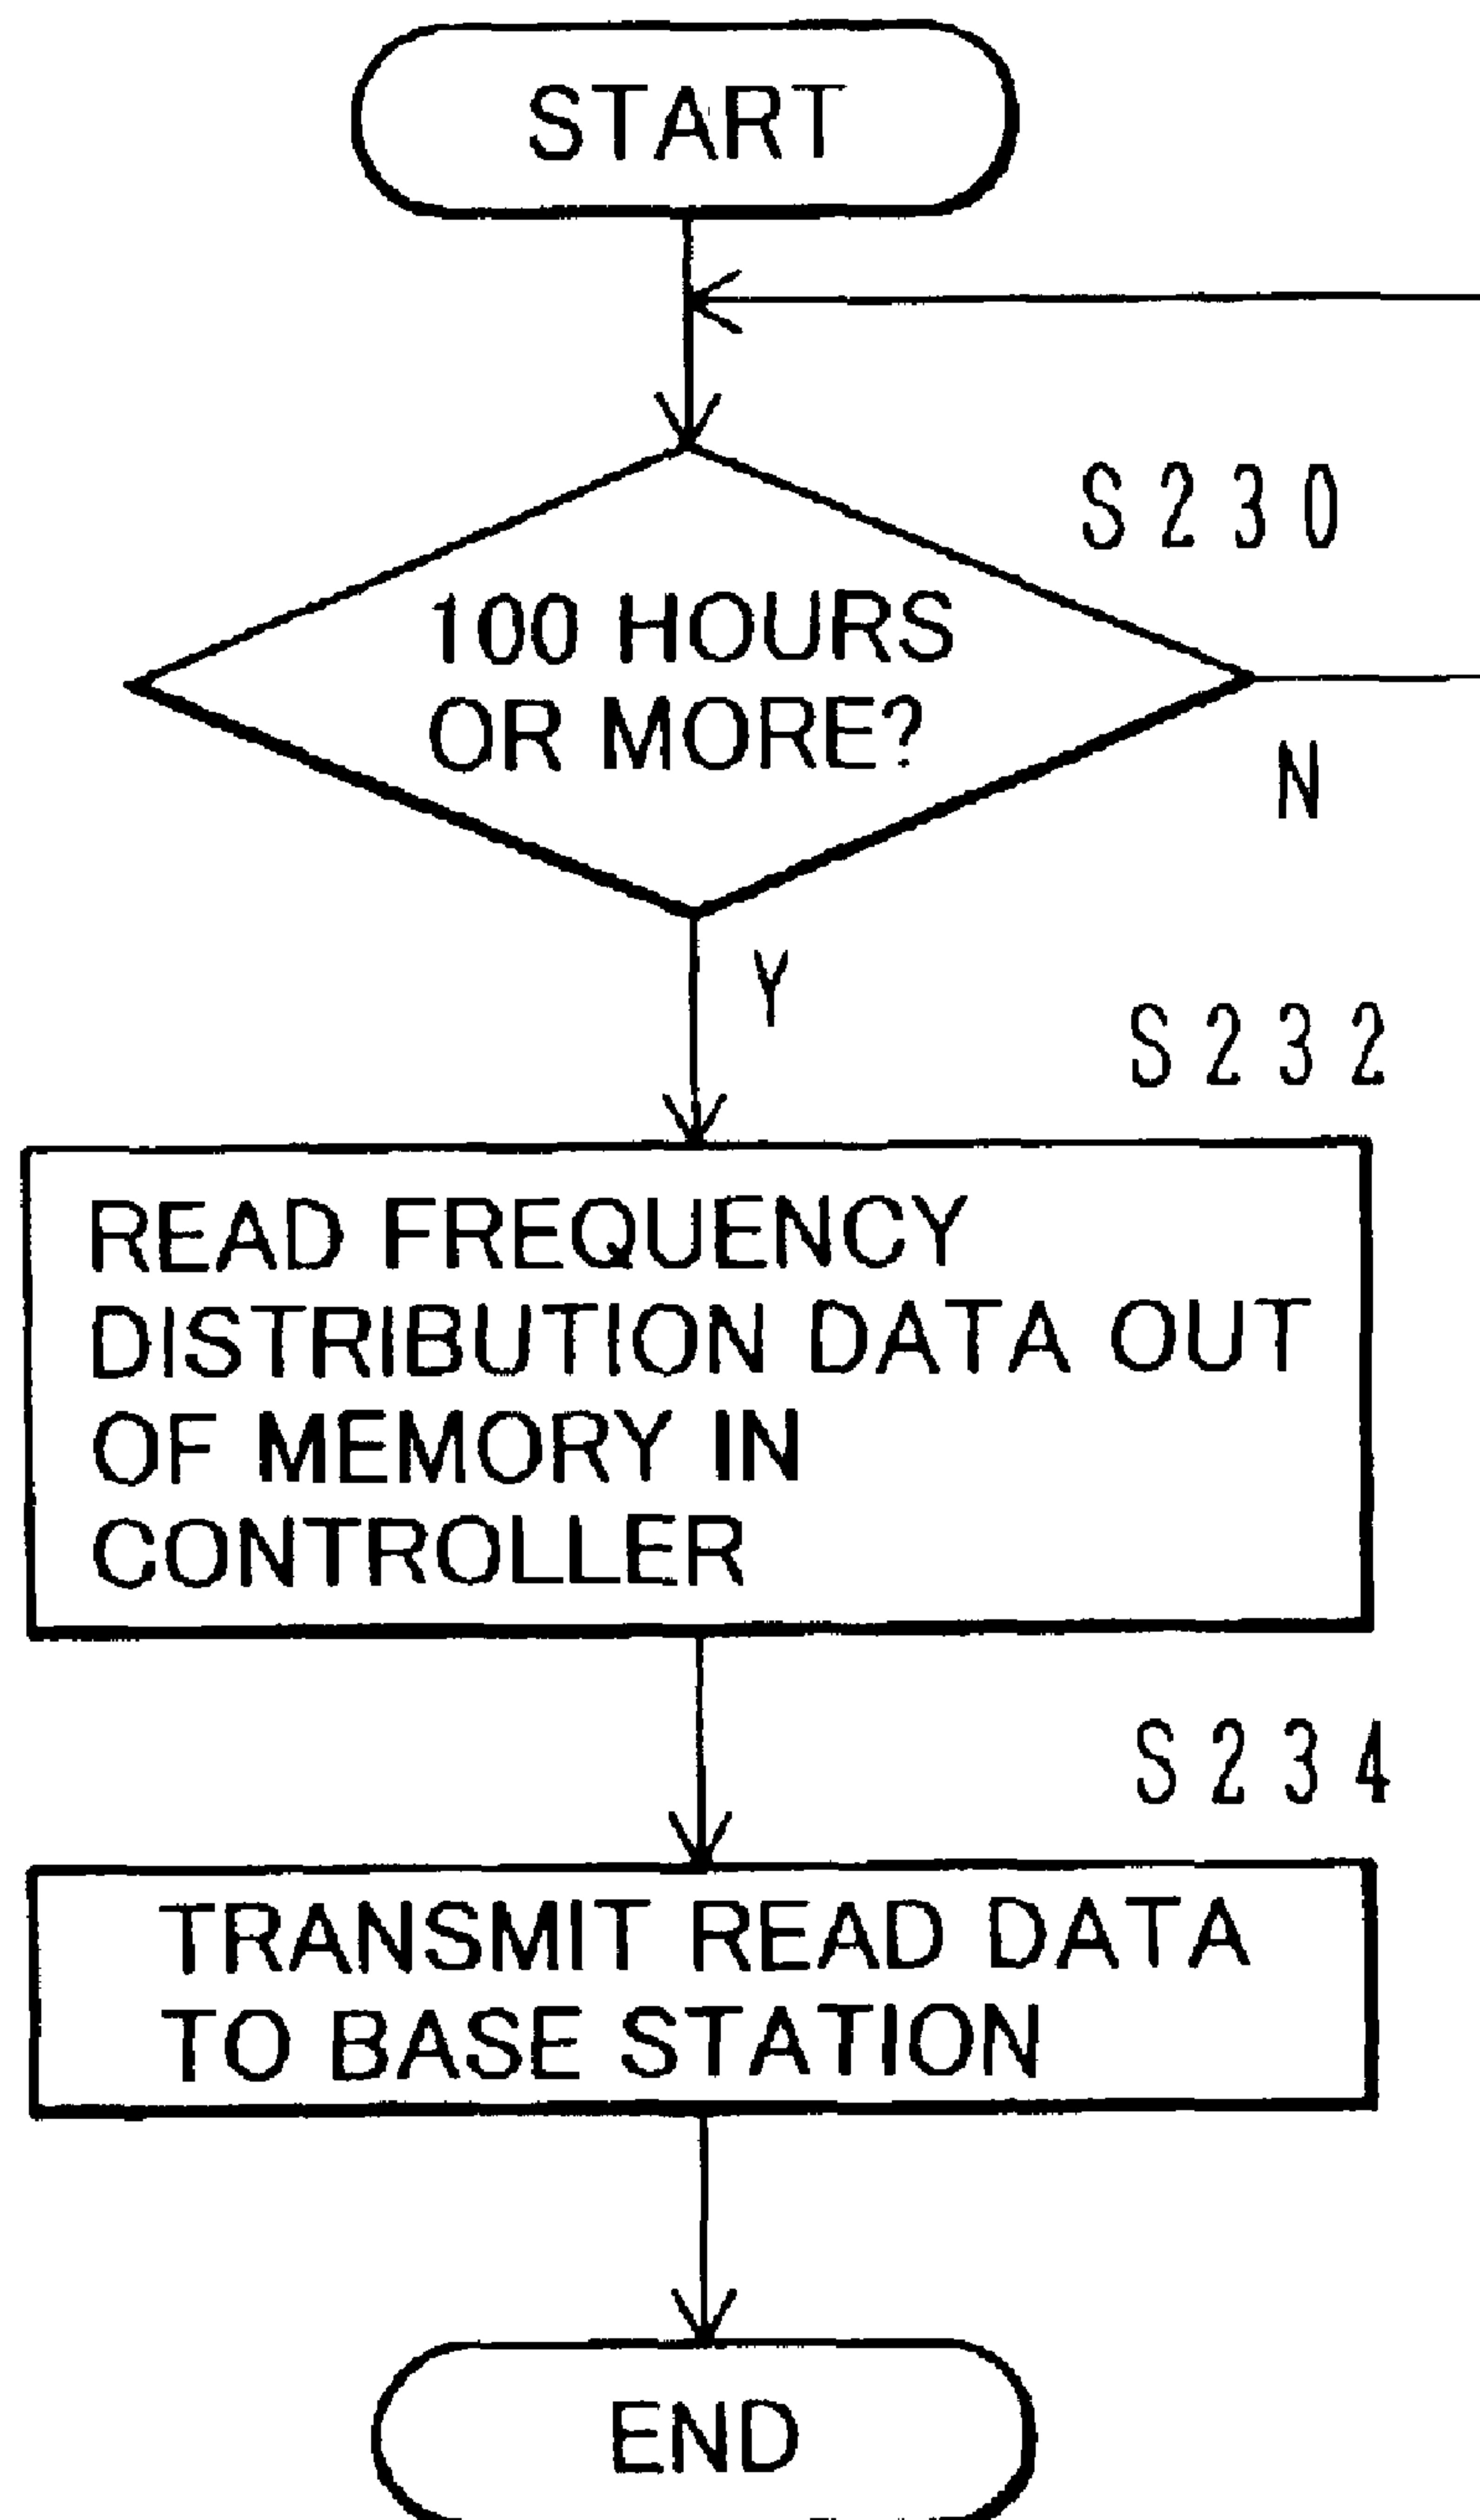 START
S230
100 HOURS
OR MORE?
N
Y
S232
READ FREQUENCY
DISTRIBUTION DATA OUT
OF MEMORY IN
CONTROLLER
S234
TRANSMIT READ DATA
TO BASE STATION
END